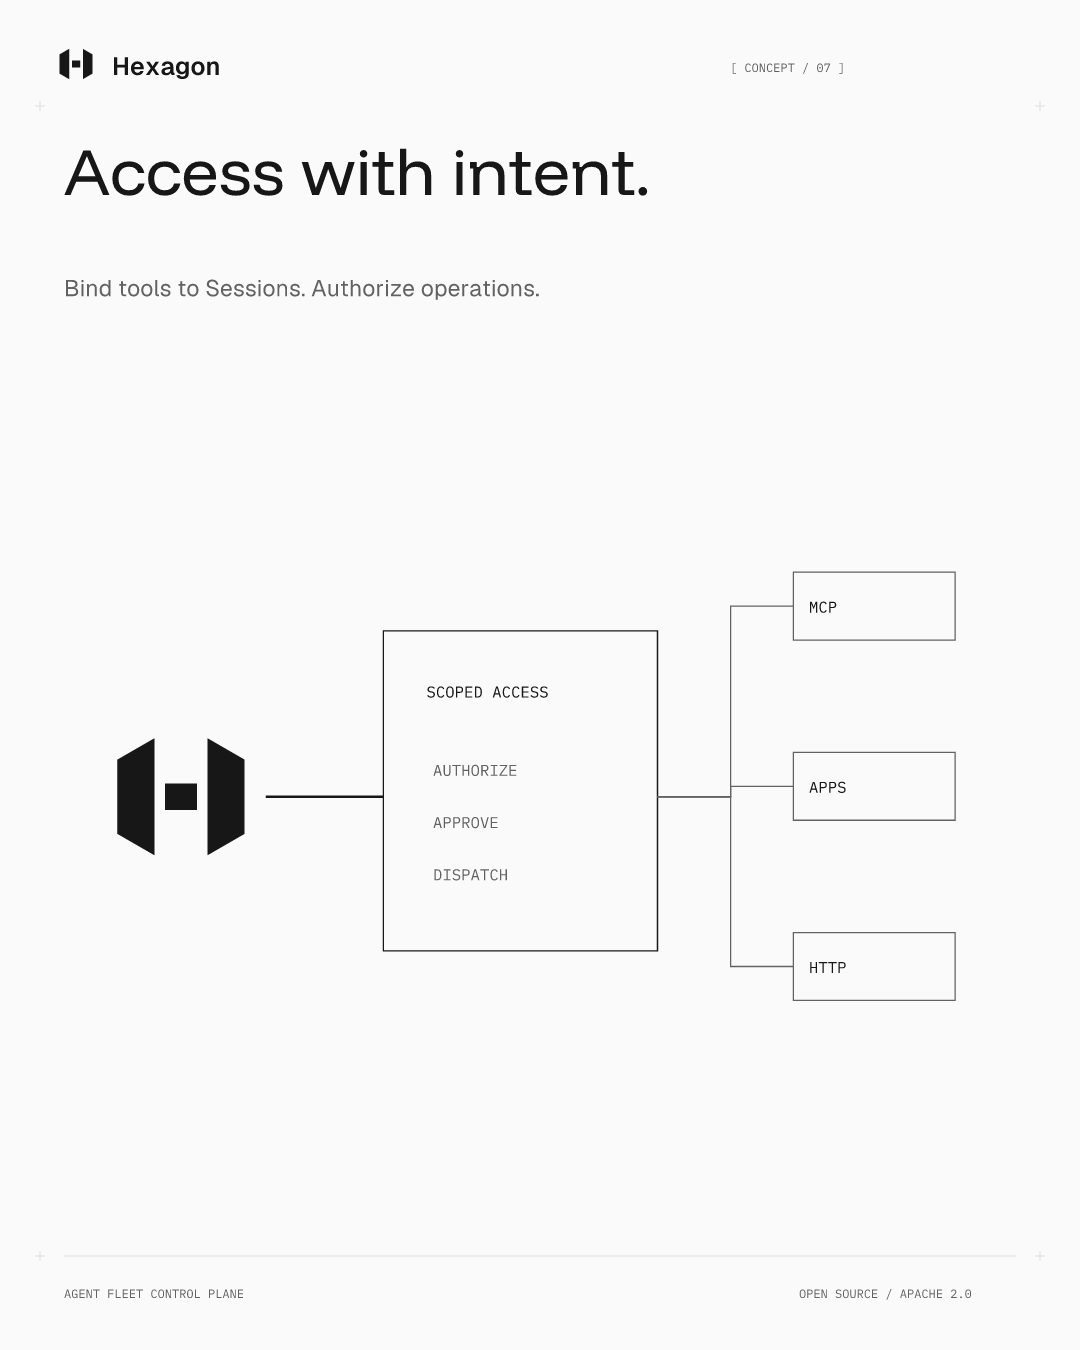 Hexagon
[ CONCEPT / 07 ]
Access with intent.
Bind tools to Sessions. Authorize operations.
SCOPED ACCESS
AUTHORIZE
APPROVE
DISPATCH
MCP
APPS
HTTP
AGENT FLEET CONTROL PLANE
OPEN SOURCE / APACHE 2.0